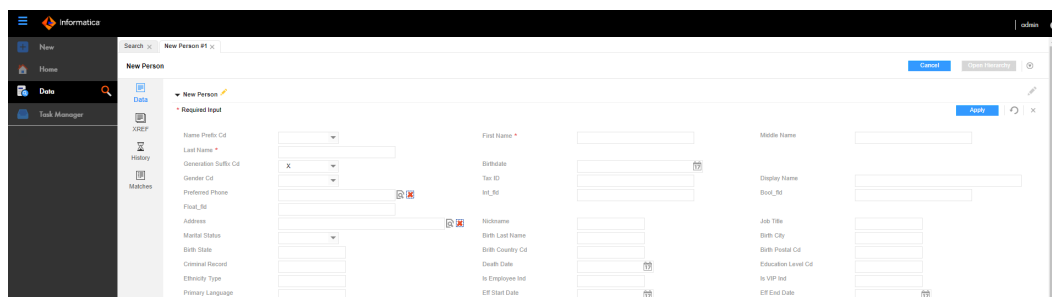 Informatica
admin
New
Home
Data
Task Manager
Search × New Person #1 ×
New Person
Cancel Open Hierarchy
Data
XREF
History
Matches
New Person
* Required Input
Apply
Name Prefix Cd First Name * Middle Name
Last Name *
Generation Suffix Cd X Birthdate 17
Gender Cd Tax ID Display Name
Preferred Phone Int_fld Bool_fld
Float_fld
Address Nickname Job Title
Marital Status Birth Last Name Birth City
Birth State Brith Country Cd Birth Postal Cd
Criminal Record Death Date 17 Education Level Cd
Ethnicity Type Is Employee Ind Is VIP Ind
Primary Language Eff Start Date Eff End Date